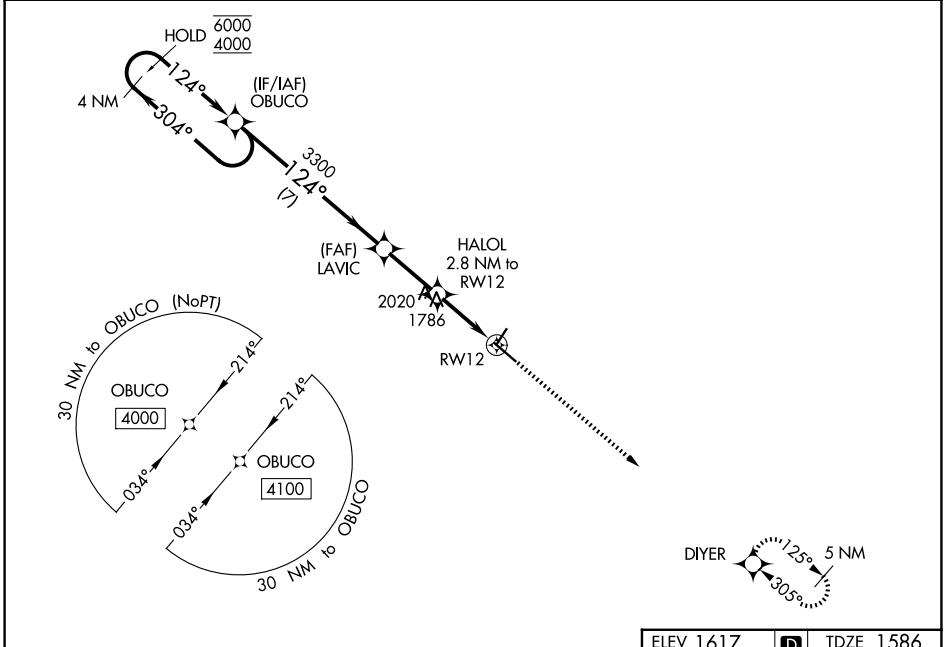 HOLD 6000
4000
124°
4 NM
304°
(IF/IAF)
OBUCO
3300
124°
(7)
(FAF)
LAVIC
HALOL
2.8 NM to
RW12
2020
1786
RW12
30 NM to OBUCO (NoPT)
214°
OBUCO
4000
034°
214°
OBUCO
4100
034°
30 NM to OBUCO
DIYER
125°
5 NM
305°
ELEV 1617 D TDZE 1586